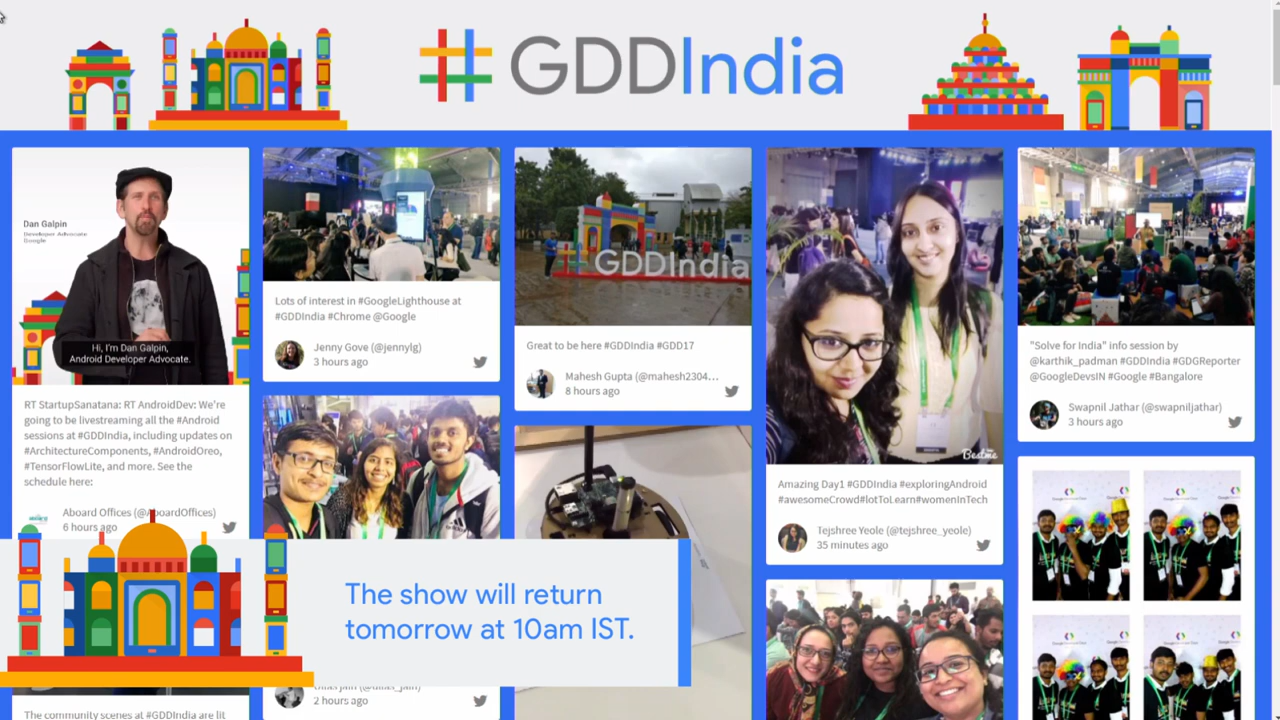 #GDDIndia
Dan Galpin
Developer Advocate
Google
Hi, I'm Dan Galpin,
Android Developer Advocate.
RT StartupSanatana: RT AndroidDev: We're
going to be livestreaming all the #Android
sessions at #GDDIndia, including updates on
#ArchitectureComponents, #AndroidOreo,
#TensorFlowLite, and more. See the
schedule here:
Aboard Offices (@AboardOffices)
6 hours ago
The community scenes at #GDDIndia are lit
Lots of interest in #GoogleLighthouse at
#GDDIndia #Chrome @Google
Jenny Gove (@jennylg)
3 hours ago
2 hours ago
#GDDIndia
Great to be here #GDDIndia #GDD17
Mahesh Gupta (@mahesh2304...
8 hours ago
Bestme
Amazing Day1 #GDDIndia #exploringAndroid
#awesomeCrowd#lotToLearn#womenInTech
Tejshree Yeole (@tejshree_yeole)
35 minutes ago
"Solve for India" info session by
@karthik_padman #GDDIndia #GDGReporter
@GoogleDevsIN #Google #Bangalore
Swapnil Jathar (@swapniljathar)
3 hours ago
The show will return
tomorrow at 10am IST.